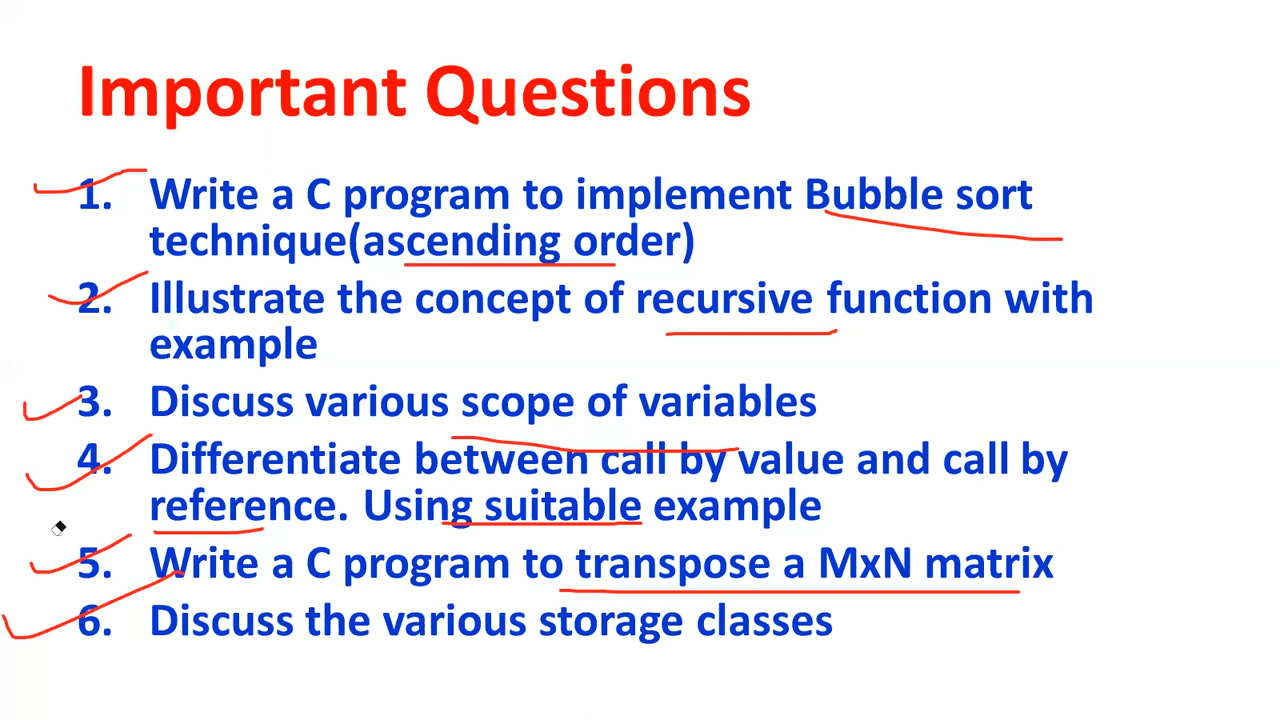 Important Questions
1. Write a C program to implement Bubble sort
technique(ascending order)
2. Illustrate the concept of recursive function with
example
3. Discuss various scope of variables
4. Differentiate between call by value and call by
reference. Using suitable example
5. Write a C program to transpose a MxN matrix
6. Discuss the various storage classes